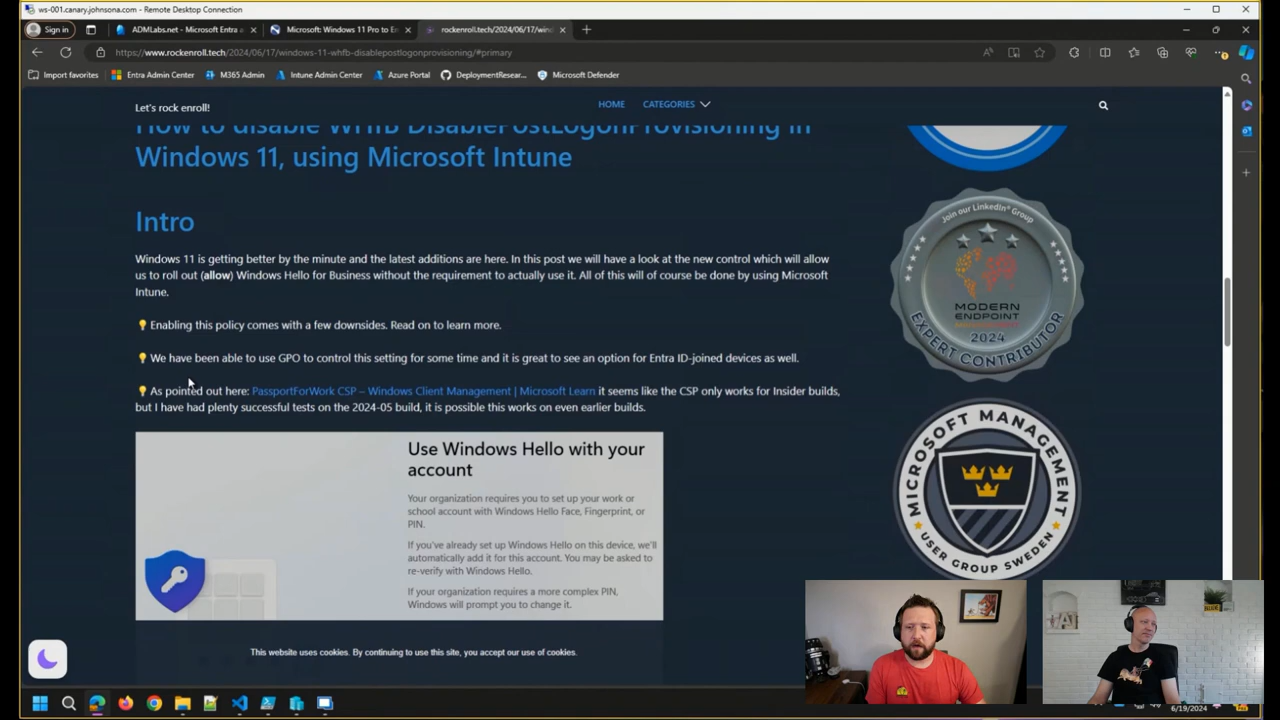 ws-001.canary.johnsona.com - Remote Desktop Connection
Sign in
ADMLabs.net - Microsoft Entra a
Microsoft: Windows 11 Pro to E
rockenroll.tech/2024/06/17/wind
https://www.rockenroll.tech/2024/06/17/windows-11-whfb-disablepostlogonprovisioning/#primary
Import favorites
Entra Admin Center
M365 Admin
Intune Admin Center
Azure Portal
DeploymentResear...
Microsoft Defender
Let's rock enroll!
HOME
CATEGORIES
How to disable WHfB DisablePostLogonProvisioning in
Windows 11, using Microsoft Intune
Intro
Windows 11 is getting better by the minute and the latest additions are here. In this post we will have a look at the new control which will allow
us to roll out (allow) Windows Hello for Business without the requirement to actually use it. All of this will of course be done by using Microsoft
Intune.
Enabling this policy comes with a few downsides. Read on to learn more.
We have been able to use GPO to control this setting for some time and it is great to see an option for Entra ID-joined devices as well.
As pointed out here: PassportForWork CSP – Windows Client Management | Microsoft Learn it seems like the CSP only works for Insider builds,
but I have had plenty successful tests on the 2024-05 build, it is possible this works on even earlier builds.
Use Windows Hello with your
account
Your organization requires you to set up your work or
school account with Windows Hello Face, Fingerprint, or
PIN.
If you've already set up Windows Hello on this device, we'll
automatically add it for this account. You may be asked to
re-verify with Windows Hello.
If your organization requires a more complex PIN,
Windows will prompt you to change it.
Join our LinkedIn Group
MODERN
ENDPOINT
2024
EXPERT CONTRIBUTOR
MICROSOFT MANAGEMENT
USER GROUP SWEDEN
This website uses cookies. By continuing to use this site, you accept our use of cookies.
6/19/2024